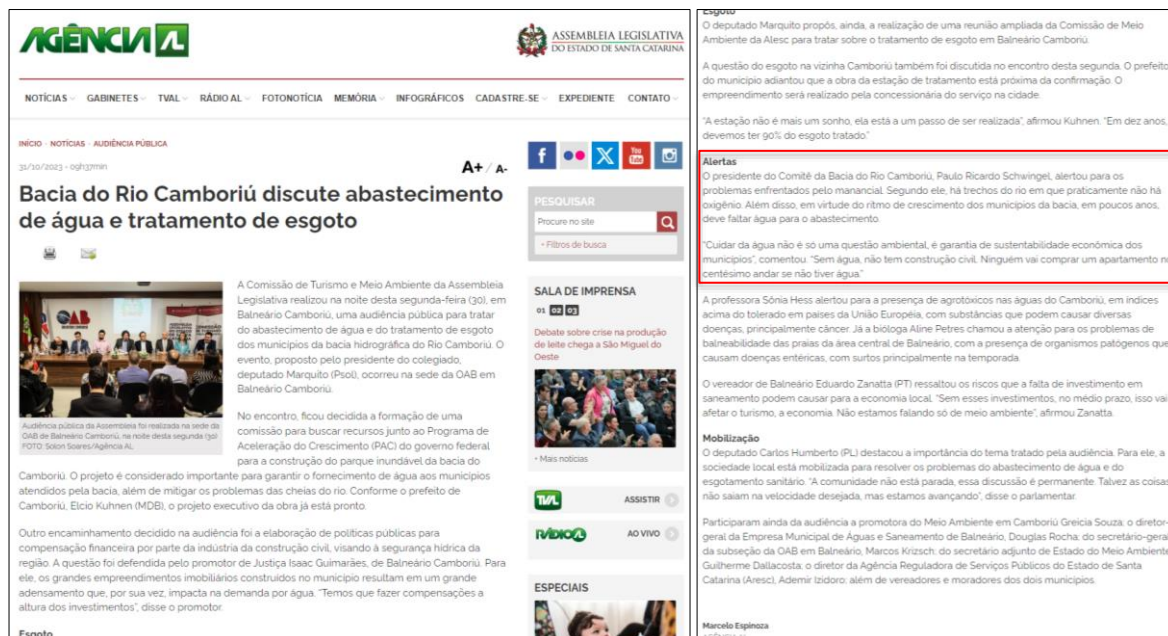 AGÊNCIA AL
ASSEMBLEIA LEGISLATIVA
DO ESTADO DE SANTA CATARINA
NOTÍCIAS GABINETES TVAL RÁDIO AL FOTONOTÍCIA MEMÓRIA INFOGRÁFICOS CADASTRE-SE EXPEDIENTE CONTATO
INÍCIO · NOTÍCIAS · AUDIÊNCIA PÚBLICA
31/10/2023 - 09h37min
A+ / A-
Bacia do Rio Camboriú discute abastecimento
de água e tratamento de esgoto
Audiência pública da Assembleia foi realizada na sede da
OAB de Balneário Camboriú, na noite desta segunda (30)
FOTO: Solon Soares/Agência AL
A Comissão de Turismo e Meio Ambiente da Assembleia
Legislativa realizou na noite desta segunda-feira (30), em
Balneário Camboriú, uma audiência pública para tratar
do abastecimento de água e do tratamento de esgoto
dos municípios da bacia hidrográfica do Rio Camboriú. O
evento, proposto pelo presidente do colegiado,
deputado Marquito (Psol), ocorreu na sede da OAB em
Balneário Camboriú.
No encontro, ficou decidida a formação de uma
comissão para buscar recursos junto ao Programa de
Aceleração do Crescimento (PAC) do governo federal
para a construção do parque inundável da bacia do
Camboriú. O projeto é considerado importante para garantir o fornecimento de água aos municípios
atendidos pela bacia, além de mitigar os problemas das cheias do rio. Conforme o prefeito de
Camboriú, Elcio Kuhnen (MDB), o projeto executivo da obra já está pronto.
Outro encaminhamento decidido na audiência foi a elaboração de políticas públicas para
compensação financeira por parte da indústria da construção civil, visando à segurança hídrica da
região. A questão foi defendida pelo promotor de Justiça Isaac Guimarães, de Balneário Camboriú. Para
ele, os grandes empreendimentos imobiliários construídos no município resultam em um grande
adensamento que, por sua vez, impacta na demanda por água. "Temos que fazer compensações a
altura dos investimentos", disse o promotor.
Esgoto
f
X
You
Tube
PESQUISAR
Procure no site
+ Filtros de busca
SALA DE IMPRENSA
01 02 03
Debate sobre crise na produção
de leite chega a São Miguel do
Oeste
+ Mais notícias
TVAL ASSISTIR
RÁDIOAL AO VIVO
ESPECIAIS
Esgoto
O deputado Marquito propôs, ainda, a realização de uma reunião ampliada da Comissão de Meio
Ambiente da Alesc para tratar sobre o tratamento de esgoto em Balneário Camboriú.
A questão do esgoto na vizinha Camboriú também foi discutida no encontro desta segunda. O prefeito
do município adiantou que a obra da estação de tratamento está próxima da confirmação. O
empreendimento será realizado pela concessionária do serviço na cidade.
"A estação não é mais um sonho, ela está a um passo de ser realizada", afirmou Kuhnen. "Em dez anos,
devemos ter 90% do esgoto tratado."
Alertas
O presidente do Comitê da Bacia do Rio Camboriú, Paulo Ricardo Schwingel, alertou para os
problemas enfrentados pelo manancial. Segundo ele, há trechos do rio em que praticamente não há
oxigênio. Além disso, em virtude do ritmo de crescimento dos municípios da bacia, em poucos anos,
deve faltar água para o abastecimento.
"Cuidar da água não é só uma questão ambiental, é garantia de sustentabilidade econômica dos
municípios", comentou. "Sem água, não tem construção civil. Ninguém vai comprar um apartamento no
centésimo andar se não tiver água."
A professora Sônia Hess alertou para a presença de agrotóxicos nas águas do Camboriú, em índices
acima do tolerado em países da União Européia, com substâncias que podem causar diversas
doenças, principalmente câncer. Já a bióloga Aline Petres chamou a atenção para os problemas de
balneabilidade das praias da área central de Balneário, com a presença de organismos patógenos que
causam doenças entéricas, com surtos principalmente na temporada.
O vereador de Balneário Eduardo Zanatta (PT) ressaltou os riscos que a falta de investimento em
saneamento podem causar para a economia local. "Sem esses investimentos, no médio prazo, isso vai
afetar o turismo, a economia. Não estamos falando só de meio ambiente", afirmou Zanatta.
Mobilização
O deputado Carlos Humberto (PL) destacou a importância do tema tratado pela audiência. Para ele, a
sociedade local está mobilizada para resolver os problemas do abastecimento de água e do
esgotamento sanitário. "A comunidade não está parada, essa discussão é permanente. Talvez as coisas
não saiam na velocidade desejada, mas estamos avançando", disse o parlamentar.
Participaram ainda da audiência a promotora do Meio Ambiente em Camboriú Greicia Souza; o diretor-
geral da Empresa Municipal de Águas e Saneamento de Balneário, Douglas Rocha; do secretário-geral
da subseção da OAB em Balneário, Marcos Krizsch; do secretário adjunto de Estado do Meio Ambiente
Guilherme Dallacosta; o diretor da Agência Reguladora de Serviços Públicos do Estado de Santa
Catarina (Aresc), Ademir Izidoro; além de vereadores e moradores dos dois municípios.
Marcelo Espinoza